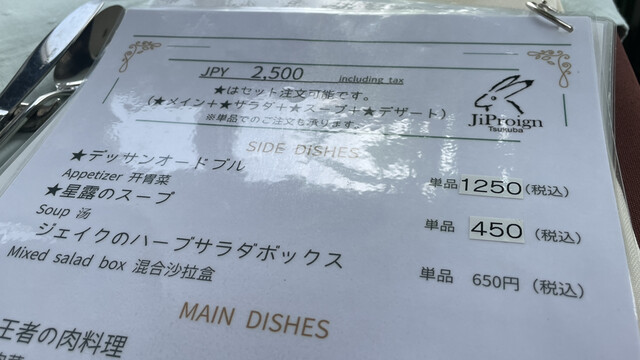 JPY 2,500 including tax
★はセット注文可能です。
(★メイン+★サラダ+★スープ+★デザート)
※単品でのご注文も承ります。
JiProign
Tsukuba
SIDE DISHES
★デッサンオードブル
Appetizer 开胃菜
単品 1250 (税込)
★星露のスープ
Soup 汤
単品 450 (税込)
ジェイクのハーブサラダボックス
Mixed salad box 混合沙拉盒
単品 650円 (税込)
MAIN DISHES
王者の肉料理